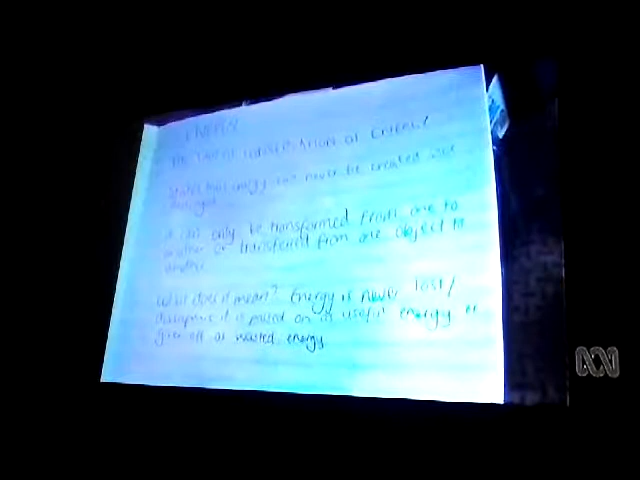 Energy
The law of conservation of Energy
States that energy can never be created nor
It can only be transformed from one to
another or transferred from one object to
another.
What does it mean? Energy is never lost/
it is passed on as useful energy or
given off as wasted energy